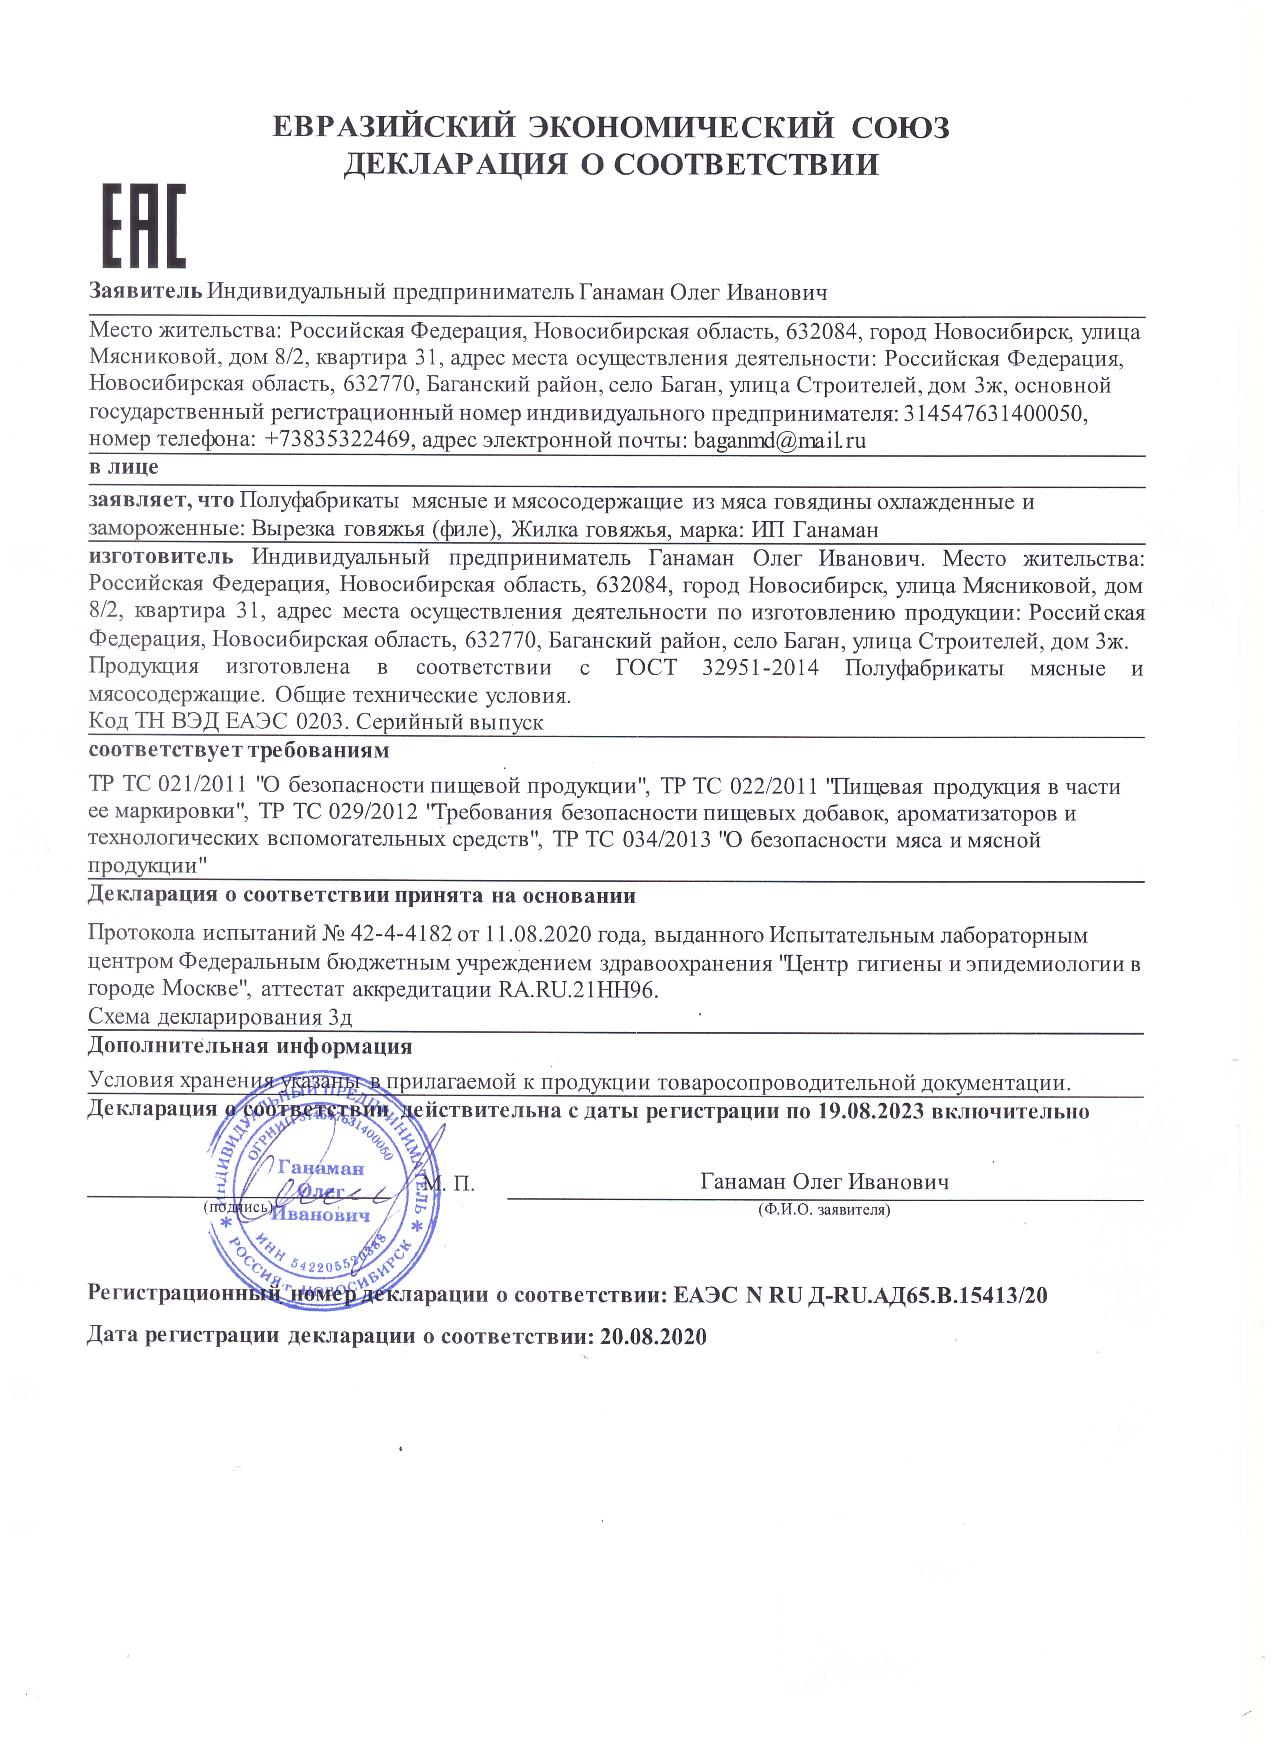 ЕВРАЗИЙСКИЙ ЭКОНОМИЧЕСКИЙ СОЮЗ
ДЕКЛАРАЦИЯ О СООТВЕТСТВИИ
ЕАС
Заявитель Индивидуальный предприниматель Ганаман Олег Иванович
Место жительства: Российская Федерация, Новосибирская область, 632084, город Новосибирск, улица
Мясниковой, дом 8/2, квартира 31, адрес места осуществления деятельности: Российская Федерация,
Новосибирская область, 632770, Баганский район, село Баган, улица Строителей, дом 3ж, основной
государственный регистрационный номер индивидуального предпринимателя: 314547631400050,
номер телефона: +73835322469, адрес электронной почты: baganmd@mail.ru
в лице
заявляет, что Полуфабрикаты мясные и мясосодержащие из мяса говядины охлажденные и
замороженные: Вырезка говяжья (филе), Жилка говяжья, марка: ИП Ганаман
изготовитель Индивидуальный предприниматель Ганаман Олег Иванович. Место жительства:
Российская Федерация, Новосибирская область, 632084, город Новосибирск, улица Мясниковой, дом
8/2, квартира 31, адрес места осуществления деятельности по изготовлению продукции: Российская
Федерация, Новосибирская область, 632770, Баганский район, село Баган, улица Строителей, дом 3ж.
Продукция изготовлена в соответствии с ГОСТ 32951-2014 Полуфабрикаты мясные и
мясосодержащие. Общие технические условия.
Код ТН ВЭД ЕАЭС 0203. Серийный выпуск
соответствует требованиям
ТР ТС 021/2011 "О безопасности пищевой продукции", ТР ТС 022/2011 "Пищевая продукция в части
ее маркировки", ТР ТС 029/2012 "Требования безопасности пищевых добавок, ароматизаторов и
технологических вспомогательных средств", ТР ТС 034/2013 "О безопасности мяса и мясной
продукции"
Декларация о соответствии принята на основании
Протокола испытаний № 42-4-4182 от 11.08.2020 года, выданного Испытательным лабораторным
центром Федеральным бюджетным учреждением здравоохранения "Центр гигиены и эпидемиологии в
городе Москве", аттестат аккредитации RA.RU.21НН96.
Схема декларирования 3д
Дополнительная информация
Условия хранения указаны в прилагаемой к продукции товаросопроводительной документации.
Декларация о соответствии действительна с даты регистрации по 19.08.2023 включительно
ИНДИВИДУАЛЬНЫЙ ПРЕДПРИНИМАТЕЛЬ
ОГРНИП 314547631400050
Ганаман
Олег
Иванович
ИНН 542205520388
РОССИЯ г. НОВОСИБИРСК
М. П.
Ганаман Олег Иванович
(подпись)
(Ф.И.О. заявителя)
Регистрационный номер декларации о соответствии: ЕАЭС N RU Д-RU.АД65.В.15413/20
Дата регистрации декларации о соответствии: 20.08.2020